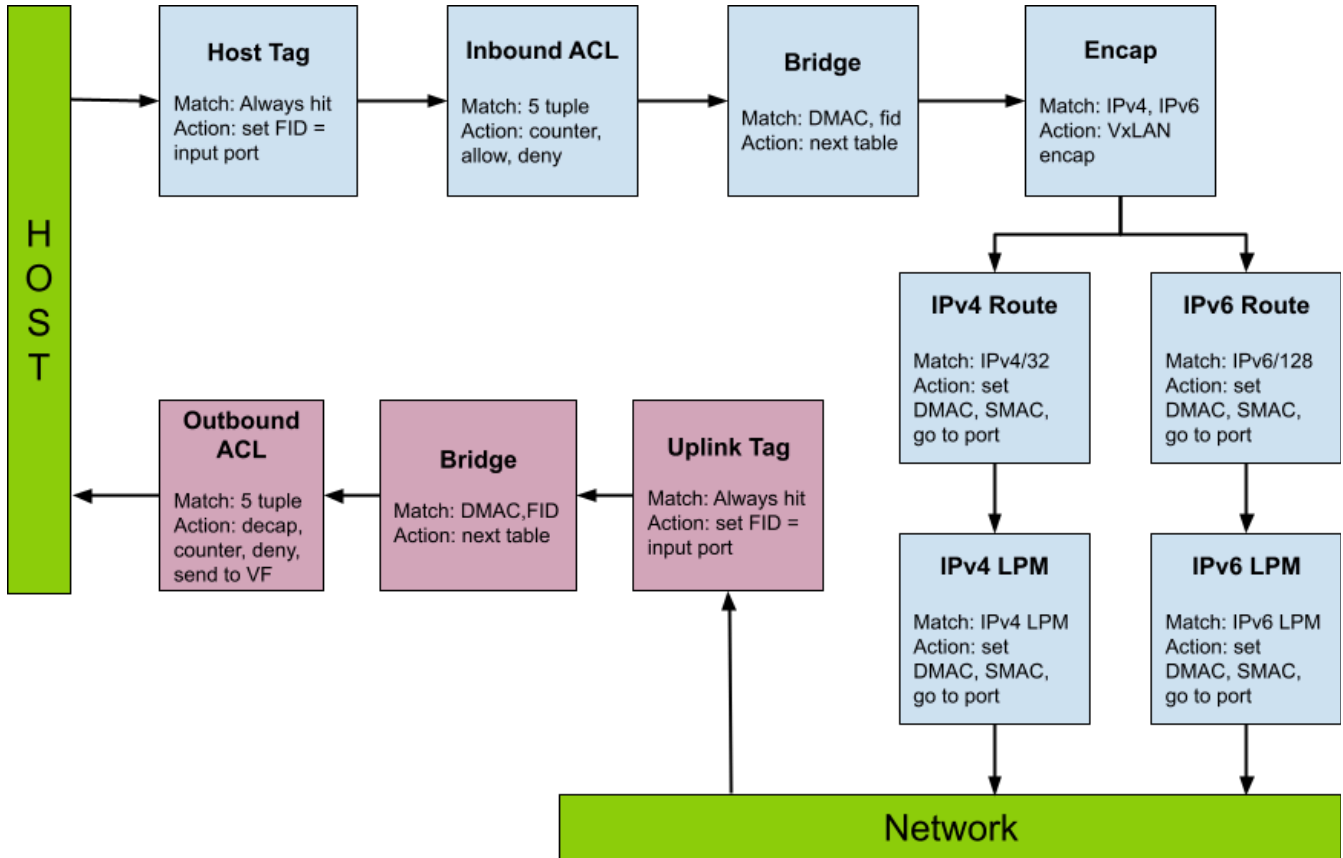 HOST
Host Tag
Match: Always hit
Action: set FID =
input port
Inbound ACL
Match: 5 tuple
Action: counter,
allow, deny
Bridge
Match: DMAC, fid
Action: next table
Encap
Match: IPv4, IPv6
Action: VxLAN
encap
IPv4 Route
Match: IPv4/32
Action: set
DMAC, SMAC,
go to port
IPv6 Route
Match: IPv6/128
Action: set
DMAC, SMAC,
go to port
Outbound
ACL
Match: 5 tuple
Action: decap,
counter, deny,
send to VF
Bridge
Match: DMAC,FID
Action: next table
Uplink Tag
Match: Always hit
Action: set FID =
input port
IPv4 LPM
Match: IPv4 LPM
Action: set
DMAC, SMAC,
go to port
IPv6 LPM
Match: IPv6 LPM
Action: set
DMAC, SMAC,
go to port
Network